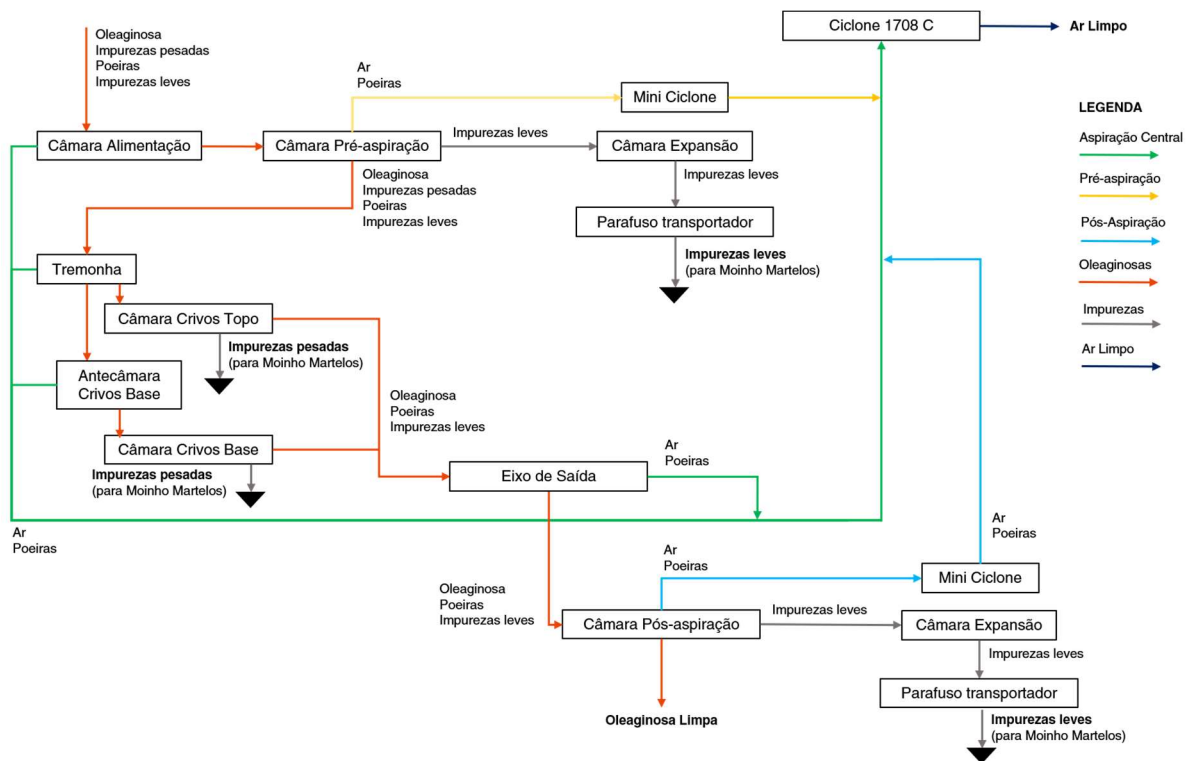 Ciclone 1708 C
Ar Limpo
Oleaginosa
Impurezas pesadas
Poeiras
Impurezas leves
Ar
Poeiras
Mini Ciclone
LEGENDA
Câmara Alimentação
Câmara Pré-aspiração
Impurezas leves
Câmara Expansão
Aspiração Central
Oleaginosa
Impurezas pesadas
Poeiras
Impurezas leves
Impurezas leves
Pré-aspiração
Parafuso transportador
Pós-Aspiração
Impurezas leves
(para Moinho Martelos)
Tremonha
Oleaginosas
Câmara Crivos Topo
Impurezas
Impurezas pesadas
(para Moinho Martelos)
Ar Limpo
Antecâmara
Crivos Base
Oleaginosa
Poeiras
Impurezas leves
Câmara Crivos Base
Impurezas pesadas
(para Moinho Martelos)
Eixo de Saída
Ar
Poeiras
Ar
Poeiras
Ar
Poeiras
Ar
Poeiras
Mini Ciclone
Oleaginosa
Poeiras
Impurezas leves
Câmara Pós-aspiração
Impurezas leves
Câmara Expansão
Impurezas leves
Parafuso transportador
Oleaginosa Limpa
Impurezas leves
(para Moinho Martelos)